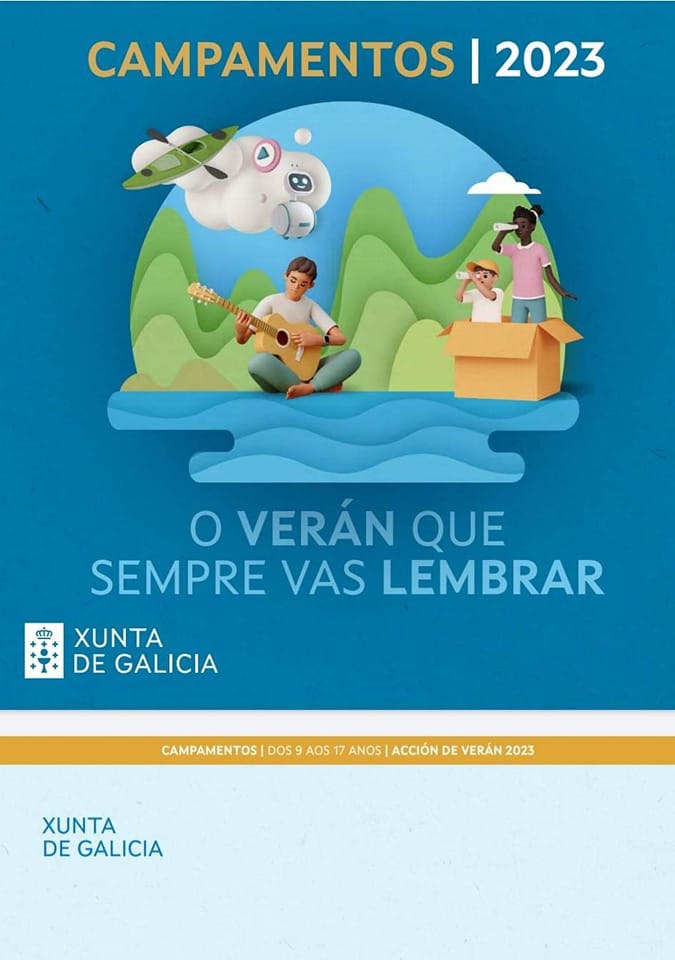 CAMPAMENTOS | 2023
O VERÁN QUE
SEMPRE VAS LEMBRAR
XUNTA
DE GALICIA
CAMPAMENTOS | DOS 9 AOS 17 ANOS | ACCIÓN DE VERÁN 2023
XUNTA
DE GALICIA